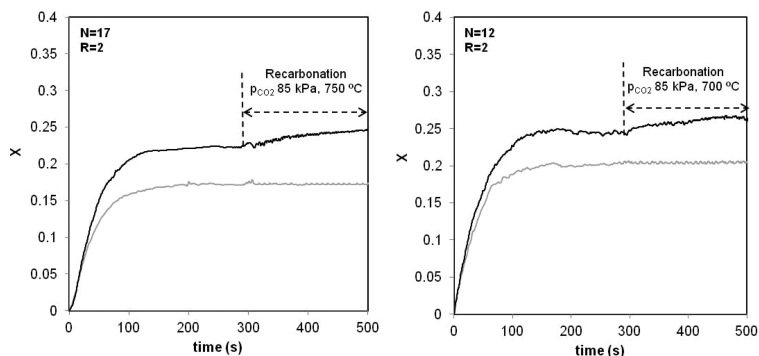 N=17
R=2
Recarbonation
pCO2 85 kPa, 750 ºC
X
0.4
0.35
0.3
0.25
0.2
0.15
0.1
0.05
0
0 100 200 300 400 500
time (s)
N=12
R=2
Recarbonation
pCO2 85 kPa, 700 ºC
X
0.4
0.35
0.3
0.25
0.2
0.15
0.1
0.05
0
0 100 200 300 400 500
time (s)